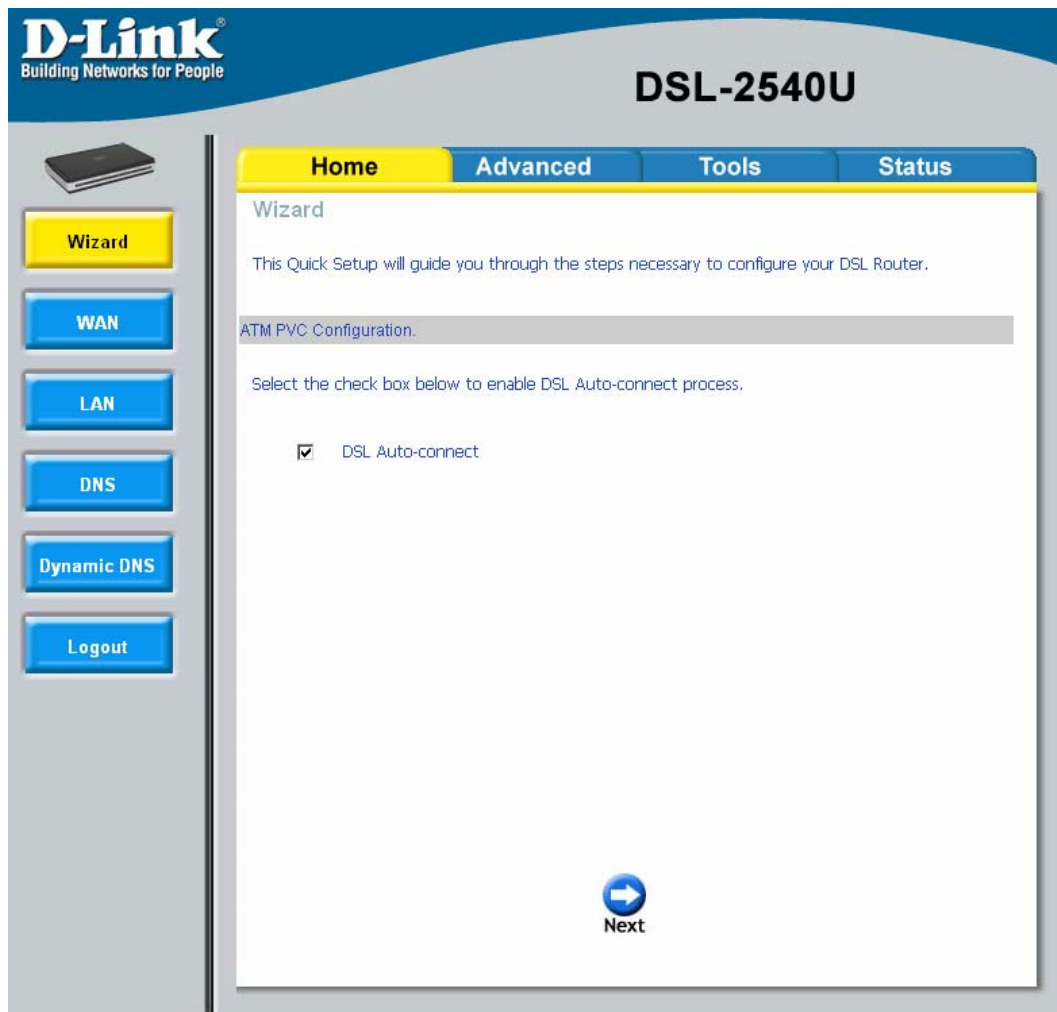 D-Link®
Building Networks for People
DSL-2540U
Home
Advanced
Tools
Status
Wizard
WAN
LAN
DNS
Dynamic DNS
Logout
Wizard
This Quick Setup will guide you through the steps necessary to configure your DSL Router.
ATM PVC Configuration.
Select the check box below to enable DSL Auto-connect process.
DSL Auto-connect
Next